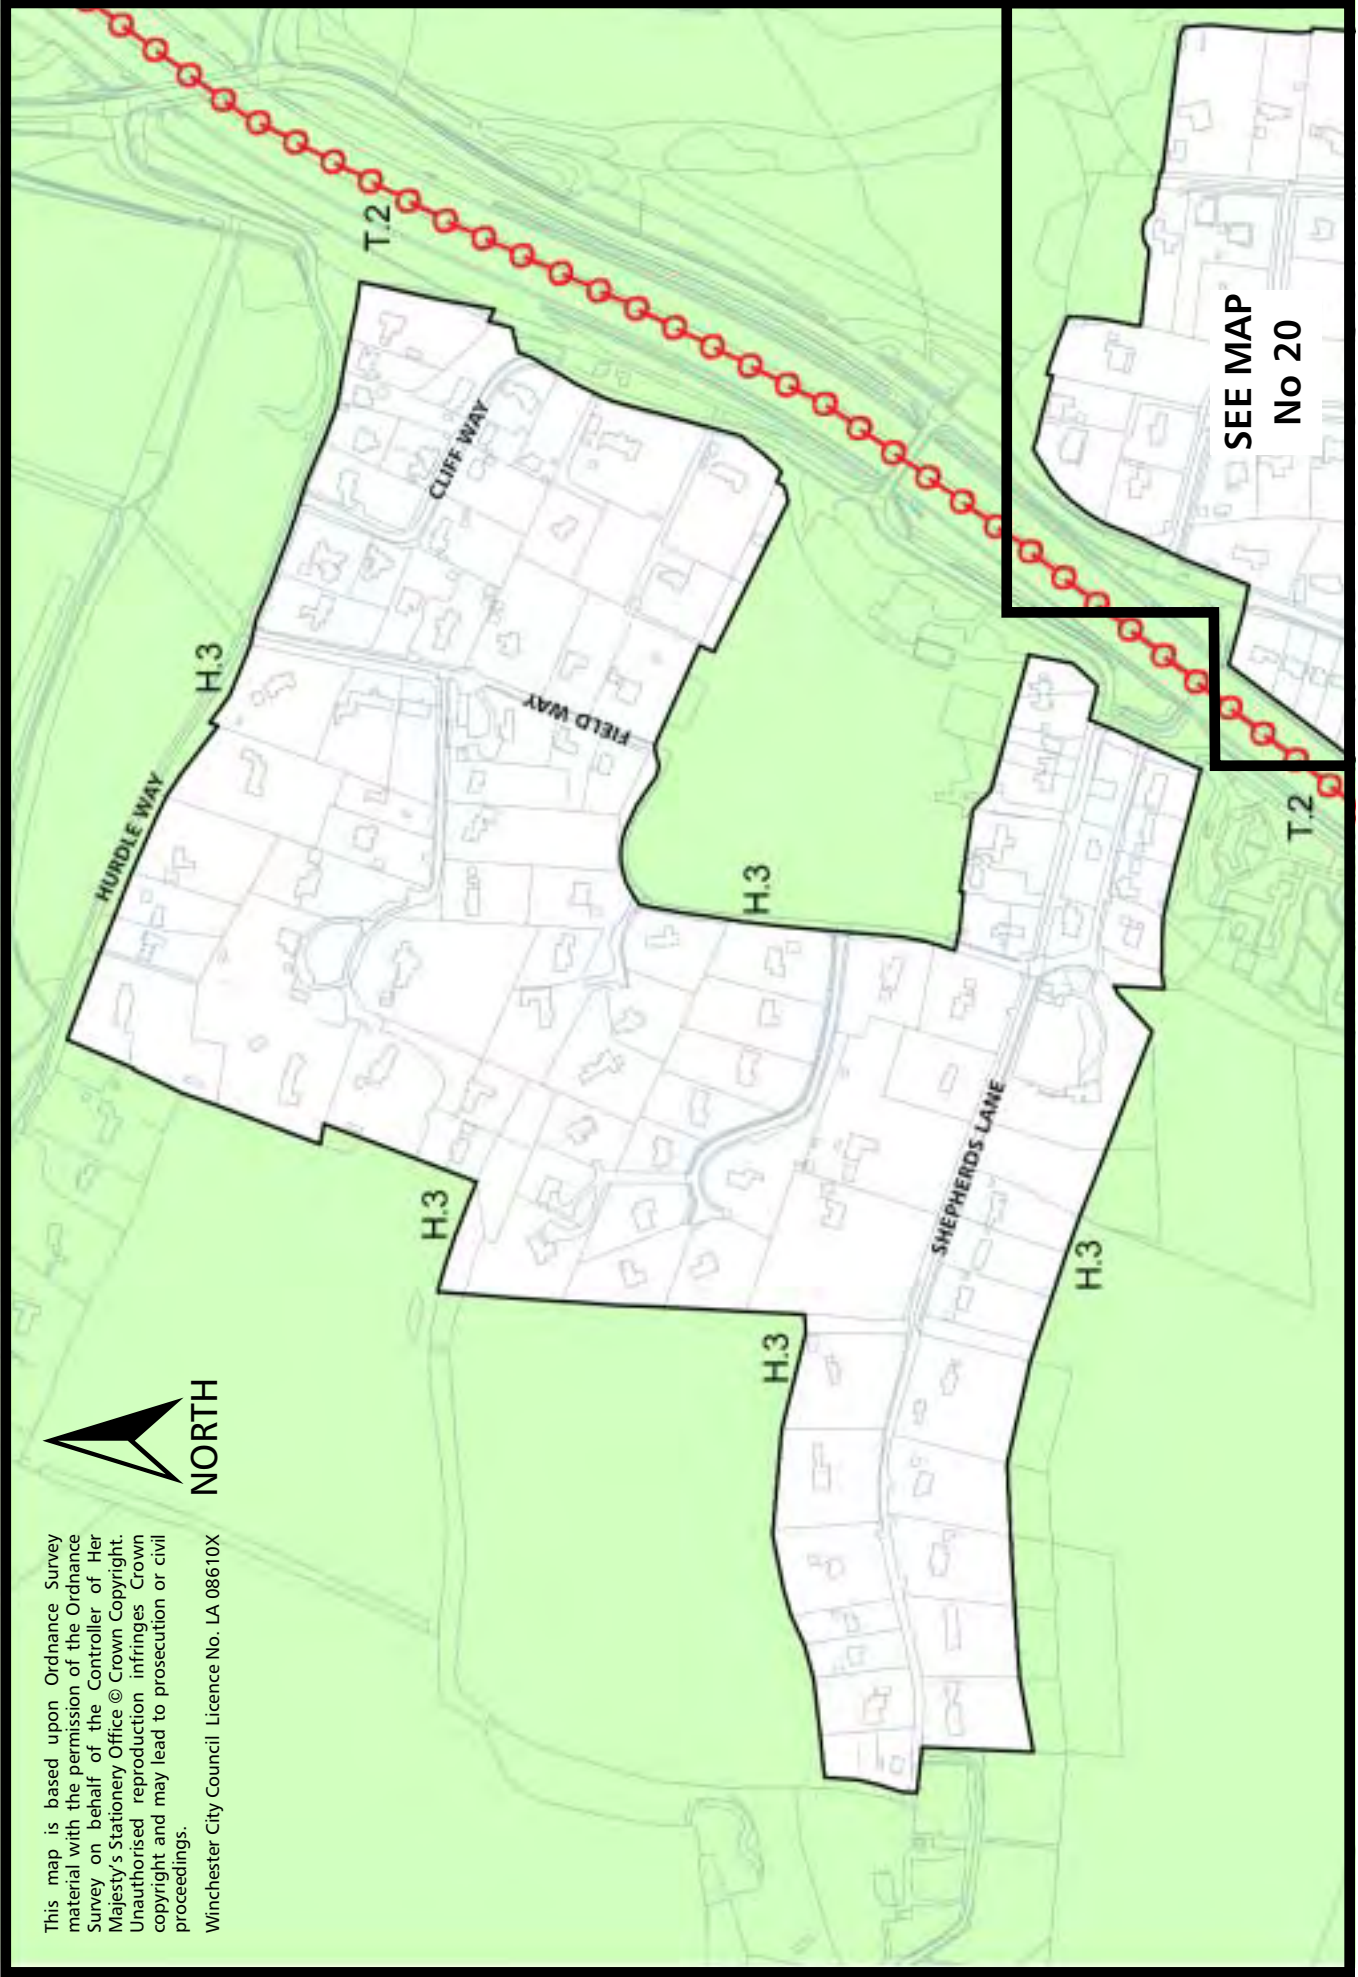 This map is based upon Ordnance Survey
material with the permission of the Ordnance
Survey on behalf of the Controller of Her
Majesty's Stationery Office © Crown Copyright.
Unauthorised reproduction infringes Crown
copyright and may lead to prosecution or civil
proceedings.
Winchester City Council Licence No. LA 08610X
NORTH
HURDLE WAY
H.3
T.2
CLIFF WAY
FIELD WAY
H.3
H.3
H.3
SHEPHERDS LANE
H.3
T.2
SEE MAP
No 20